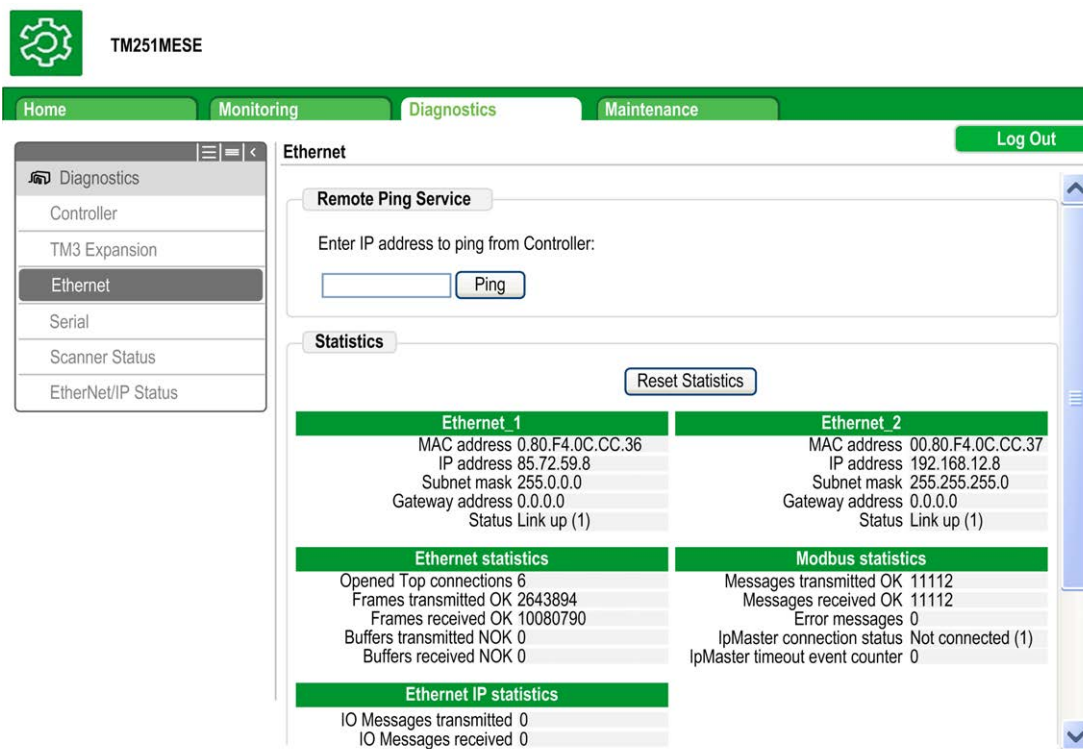 TM251MESE
Home Monitoring Diagnostics Maintenance
Log Out
Diagnostics
Controller
TM3 Expansion
Ethernet
Serial
Scanner Status
EtherNet/IP Status
Ethernet
Remote Ping Service
Enter IP address to ping from Controller:
Ping
Statistics
Reset Statistics
Ethernet_1
MAC address 0.80.F4.0C.CC.36
IP address 85.72.59.8
Subnet mask 255.0.0.0
Gateway address 0.0.0.0
Status Link up (1)
Ethernet_2
MAC address 00.80.F4.0C.CC.37
IP address 192.168.12.8
Subnet mask 255.255.255.0
Gateway address 0.0.0.0
Status Link up (1)
Ethernet statistics
Opened Top connections 6
Frames transmitted OK 2643894
Frames received OK 10080790
Buffers transmitted NOK 0
Buffers received NOK 0
Modbus statistics
Messages transmitted OK 11112
Messages received OK 11112
Error messages 0
IpMaster connection status Not connected (1)
IpMaster timeout event counter 0
Ethernet IP statistics
IO Messages transmitted 0
IO Messages received 0